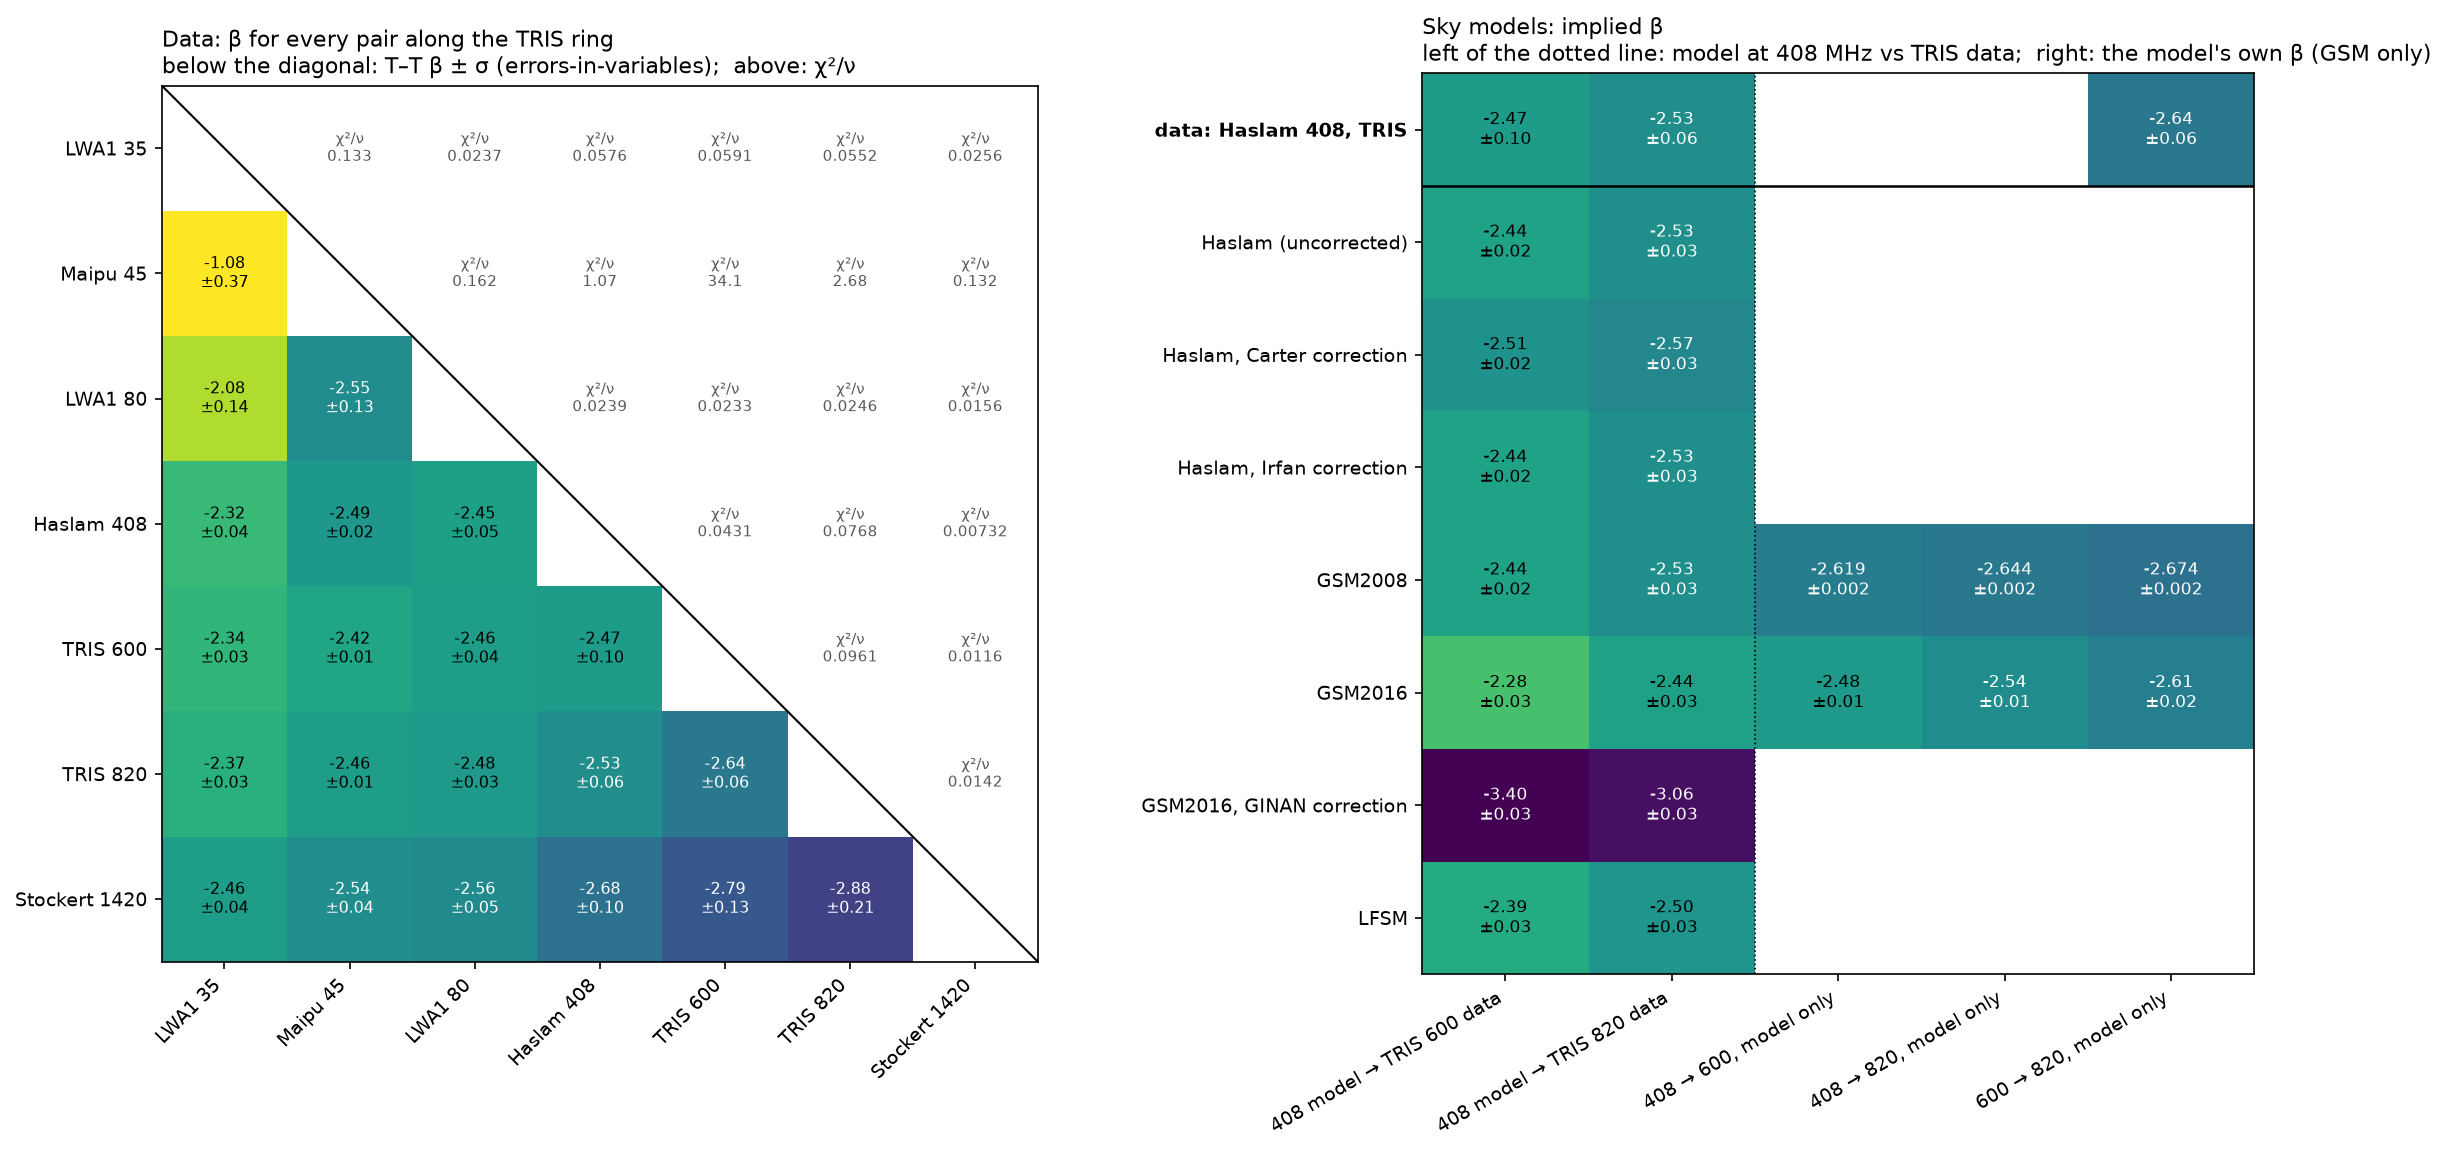 Data: β for every pair along the TRIS ring
below the diagonal: T–T β ± σ (errors-in-variables);  above: χ²/ν
LWA1 35
χ²/ν
0.133
χ²/ν
0.0237
χ²/ν
0.0576
χ²/ν
0.0591
χ²/ν
0.0552
χ²/ν
0.0256
Maipu 45
-1.08
±0.37
χ²/ν
0.162
χ²/ν
1.07
χ²/ν
34.1
χ²/ν
2.68
χ²/ν
0.132
LWA1 80
-2.08
±0.14
-2.55
±0.13
χ²/ν
0.0239
χ²/ν
0.0233
χ²/ν
0.0246
χ²/ν
0.0156
Haslam 408
-2.32
±0.04
-2.49
±0.02
-2.45
±0.05
χ²/ν
0.0431
χ²/ν
0.0768
χ²/ν
0.00732
TRIS 600
-2.34
±0.03
-2.42
±0.01
-2.46
±0.04
-2.47
±0.10
χ²/ν
0.0961
χ²/ν
0.0116
TRIS 820
-2.37
±0.03
-2.46
±0.01
-2.48
±0.03
-2.53
±0.06
-2.64
±0.06
χ²/ν
0.0142
Stockert 1420
-2.46
±0.04
-2.54
±0.04
-2.56
±0.05
-2.68
±0.10
-2.79
±0.13
-2.88
±0.21
LWA1 35
Maipu 45
LWA1 80
Haslam 408
TRIS 600
TRIS 820
Stockert 1420
Sky models: implied β
left of the dotted line: model at 408 MHz vs TRIS data;  right: the model's own β (GSM only)
data: Haslam 408, TRIS
-2.47
±0.10
-2.53
±0.06
-2.64
±0.06
Haslam (uncorrected)
-2.44
±0.02
-2.53
±0.03
Haslam, Carter correction
-2.51
±0.02
-2.57
±0.03
Haslam, Irfan correction
-2.44
±0.02
-2.53
±0.03
GSM2008
-2.44
±0.02
-2.53
±0.03
-2.619
±0.002
-2.644
±0.002
-2.674
±0.002
GSM2016
-2.28
±0.03
-2.44
±0.03
-2.48
±0.01
-2.54
±0.01
-2.61
±0.02
GSM2016, GINAN correction
-3.40
±0.03
-3.06
±0.03
LFSM
-2.39
±0.03
-2.50
±0.03
408 model → TRIS 600 data
408 model → TRIS 820 data
408 → 600, model only
408 → 820, model only
600 → 820, model only